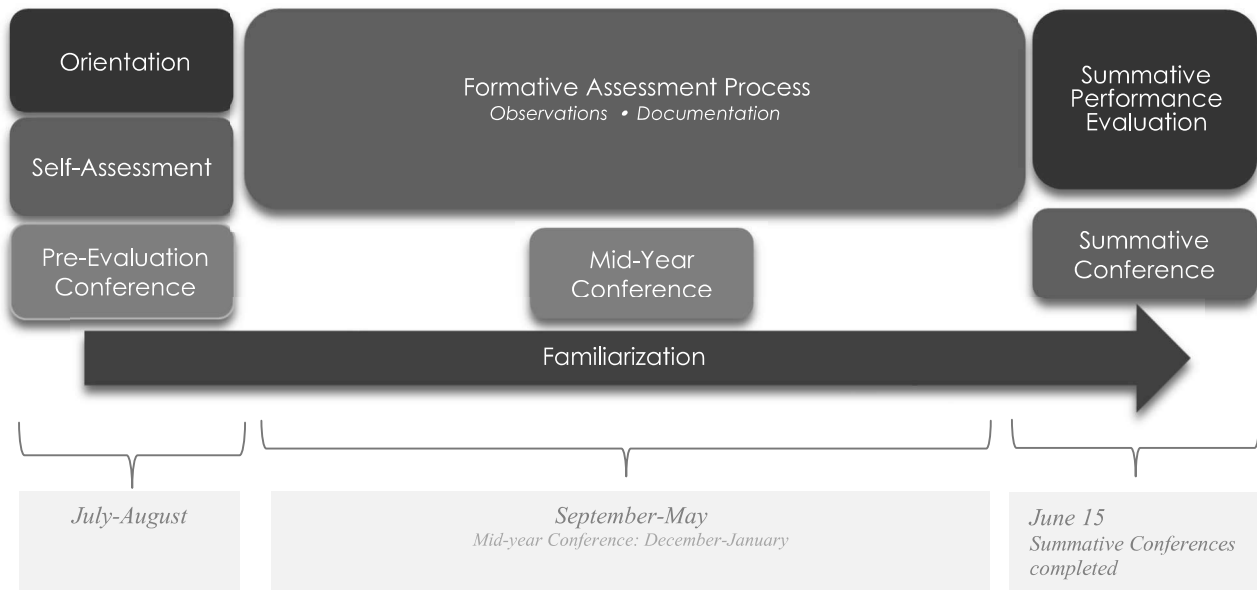 Orientation
Self-Assessment
Pre-Evaluation
Conference
Formative Assessment Process
Observations • Documentation
Mid-Year
Conference
Summative
Performance
Evaluation
Summative
Conference
Familiarization
July-August
September-May
Mid-year Conference: December-January
June 15
Summative Conferences
completed